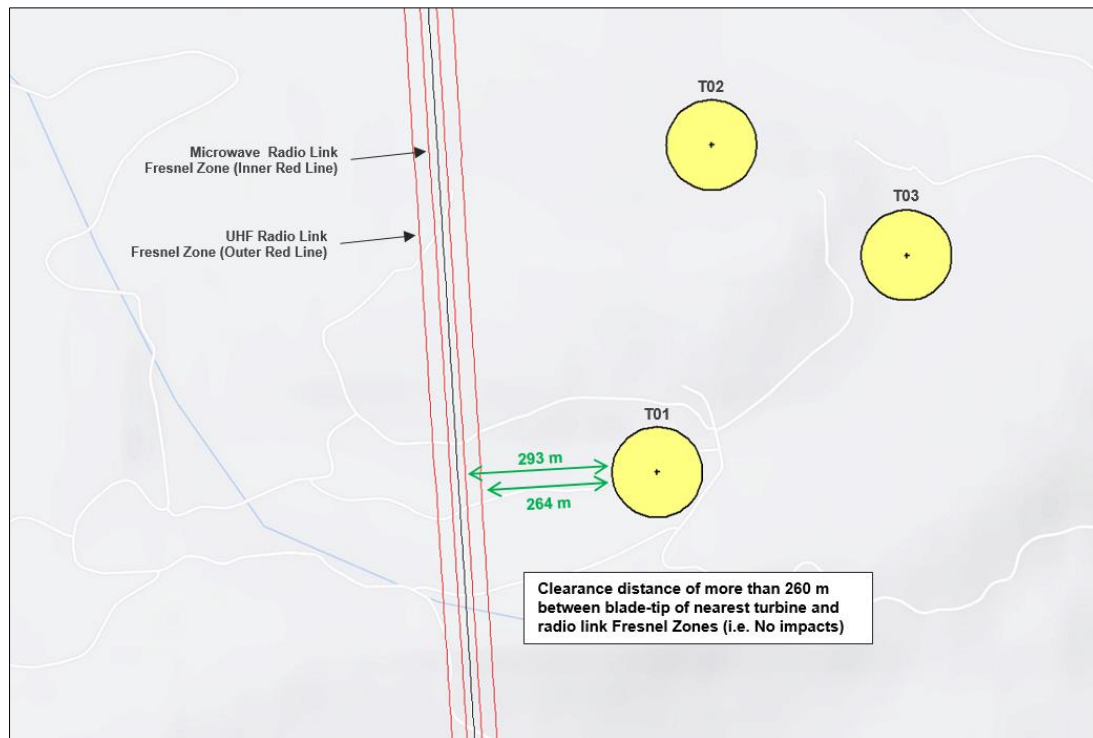 T02
Microwave Radio Link
Fresnel Zone (Inner Red Line)
T03
UHF Radio Link
Fresnel Zone (Outer Red Line)
T01
293 m
264 m
Clearance distance of more than 260 m
between blade-tip of nearest turbine and
radio link Fresnel Zones (i.e. No impacts)